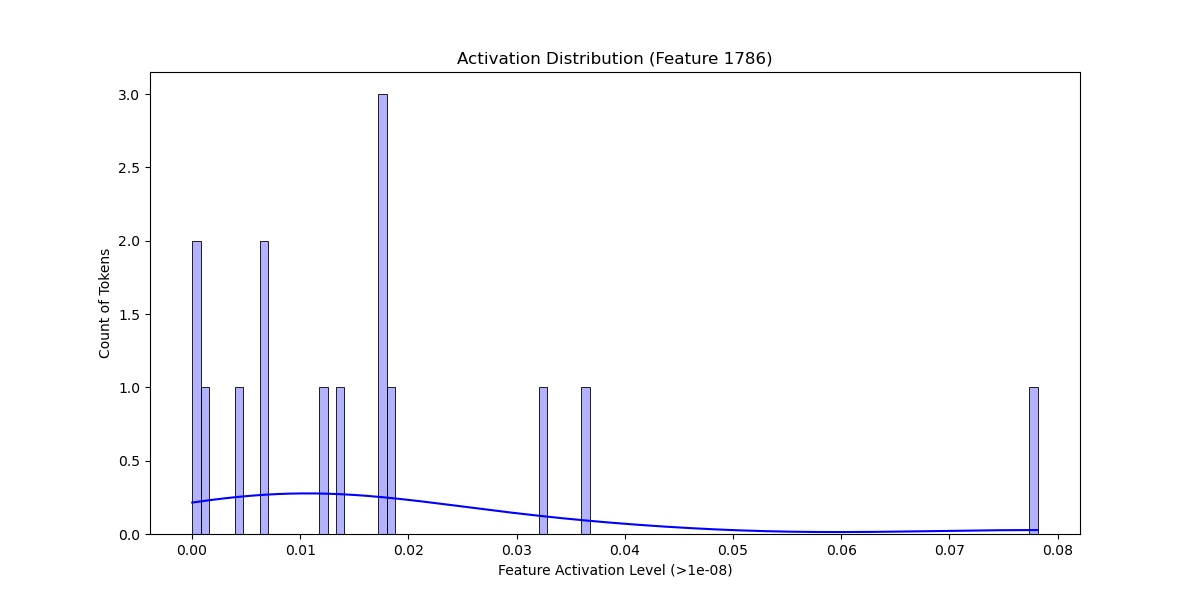 Activation Distribution (Feature 1786)
Count of Tokens
3.0
2.5
2.0
1.5
1.0
0.5
0.0
0.00 0.01 0.02 0.03 0.04 0.05 0.06 0.07 0.08
Feature Activation Level (>1e-08)